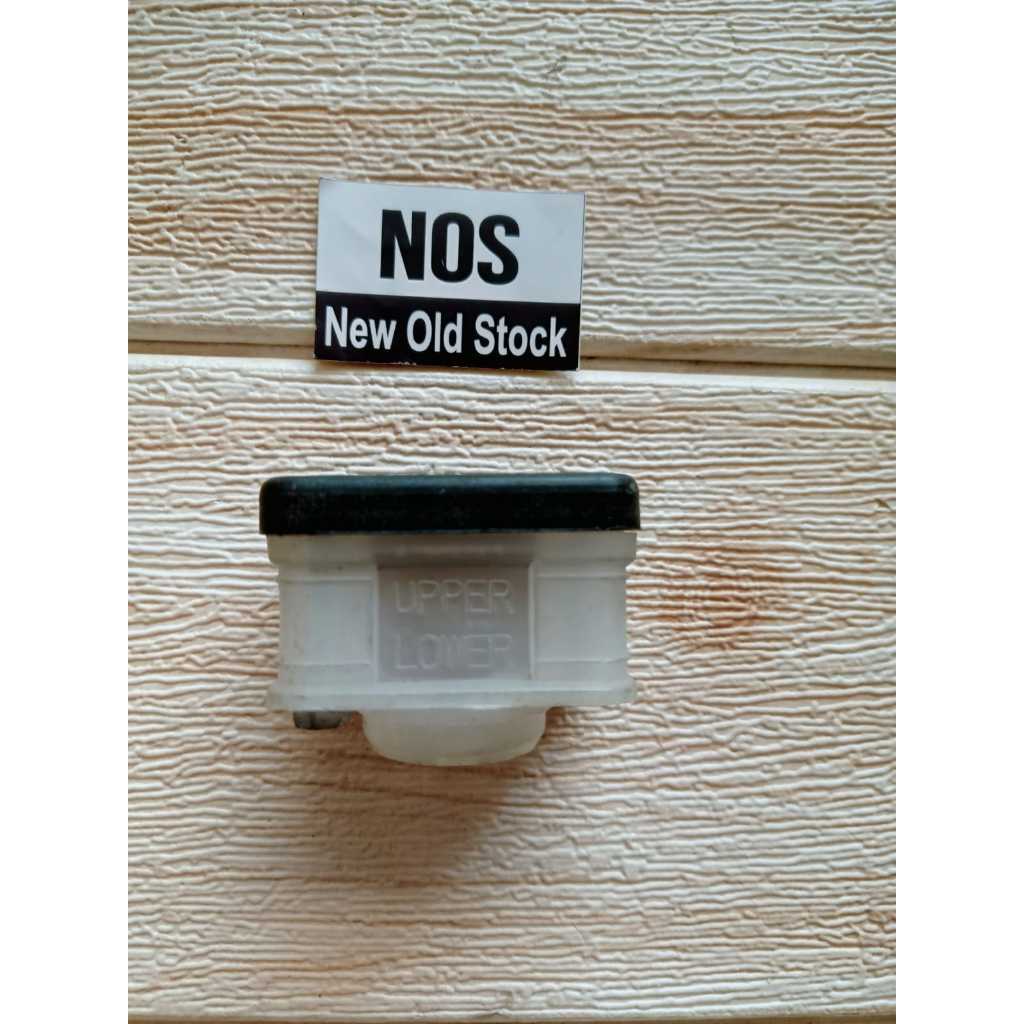 NOS
New Old Stock
UPPER
LOWER